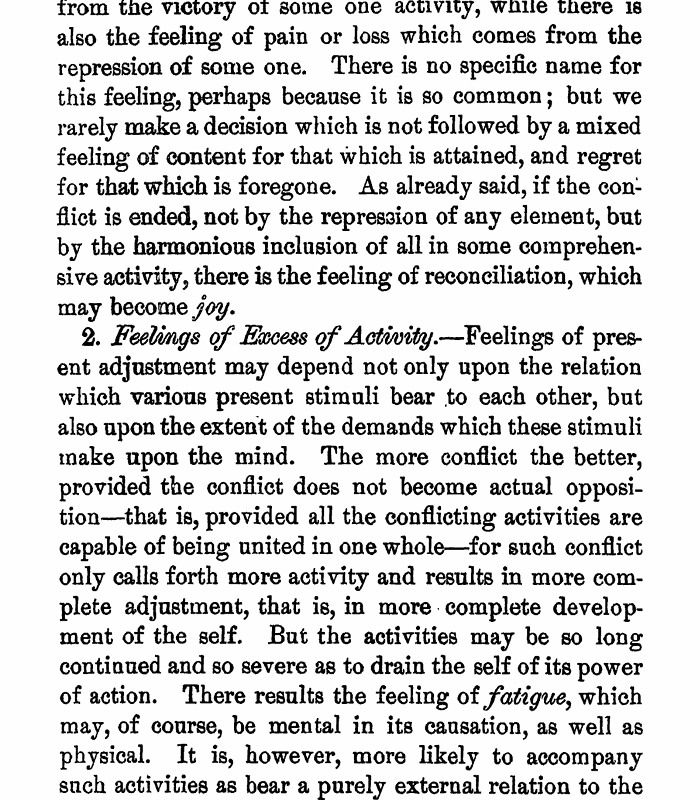 from the victory of some one activity, while there is
also the feeling of pain or loss which comes from the
repression of some one. There is no specific name for
this feeling, perhaps because it is so common; but we
rarely make a decision which is not followed by a mixed
feeling of content for that which is attained, and regret
for that which is foregone. As already said, if the con-
flict is ended, not by the repression of any element, but
by the harmonious inclusion of all in some comprehen-
sive activity, there is the feeling of reconciliation, which
may become joy.
2. Feelings of Excess of Activity.—Feelings of pres-
ent adjustment may depend not only upon the relation
which various present stimuli bear to each other, but
also upon the extent of the demands which these stimuli
make upon the mind. The more conflict the better,
provided the conflict does not become actual opposi-
tion—that is, provided all the conflicting activities are
capable of being united in one whole—for such conflict
only calls forth more activity and results in more com-
plete adjustment, that is, in more complete develop-
ment of the self. But the activities may be so long
continued and so severe as to drain the self of its power
of action. There results the feeling of fatigue, which
may, of course, be mental in its causation, as well as
physical. It is, however, more likely to accompany
such activities as bear a purely external relation to the